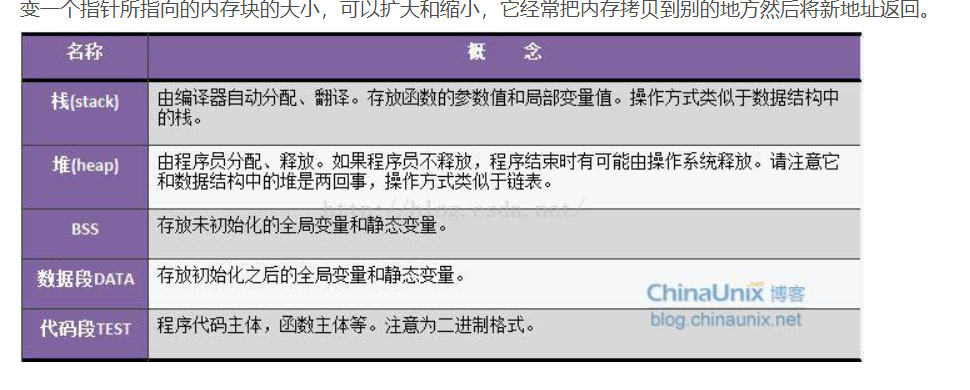 变一个指针所指向的内存块的大小，可以扩大和缩小，它经常把内存拷贝到别的地方然后将新地址返回。
名称 概 念
栈(stack) 由编译器自动分配、翻译。存放函数的参数值和局部变量值。操作方式类似于数据结构中
的栈。
堆(heap) 由程序员分配、释放。如果程序员不释放，程序结束时有可能由操作系统释放。请注意它
和数据结构中的堆是两回事，操作方式类似于链表。
http://blog.csdn.net/
BSS 存放未初始化的全局变量和静态变量。
数据段DATA 存放初始化之后的全局变量和静态变量。
ChinaUnix 博客
blog.chinaunix.net
代码段TEST 程序代码主体，函数主体等。注意为二进制格式。